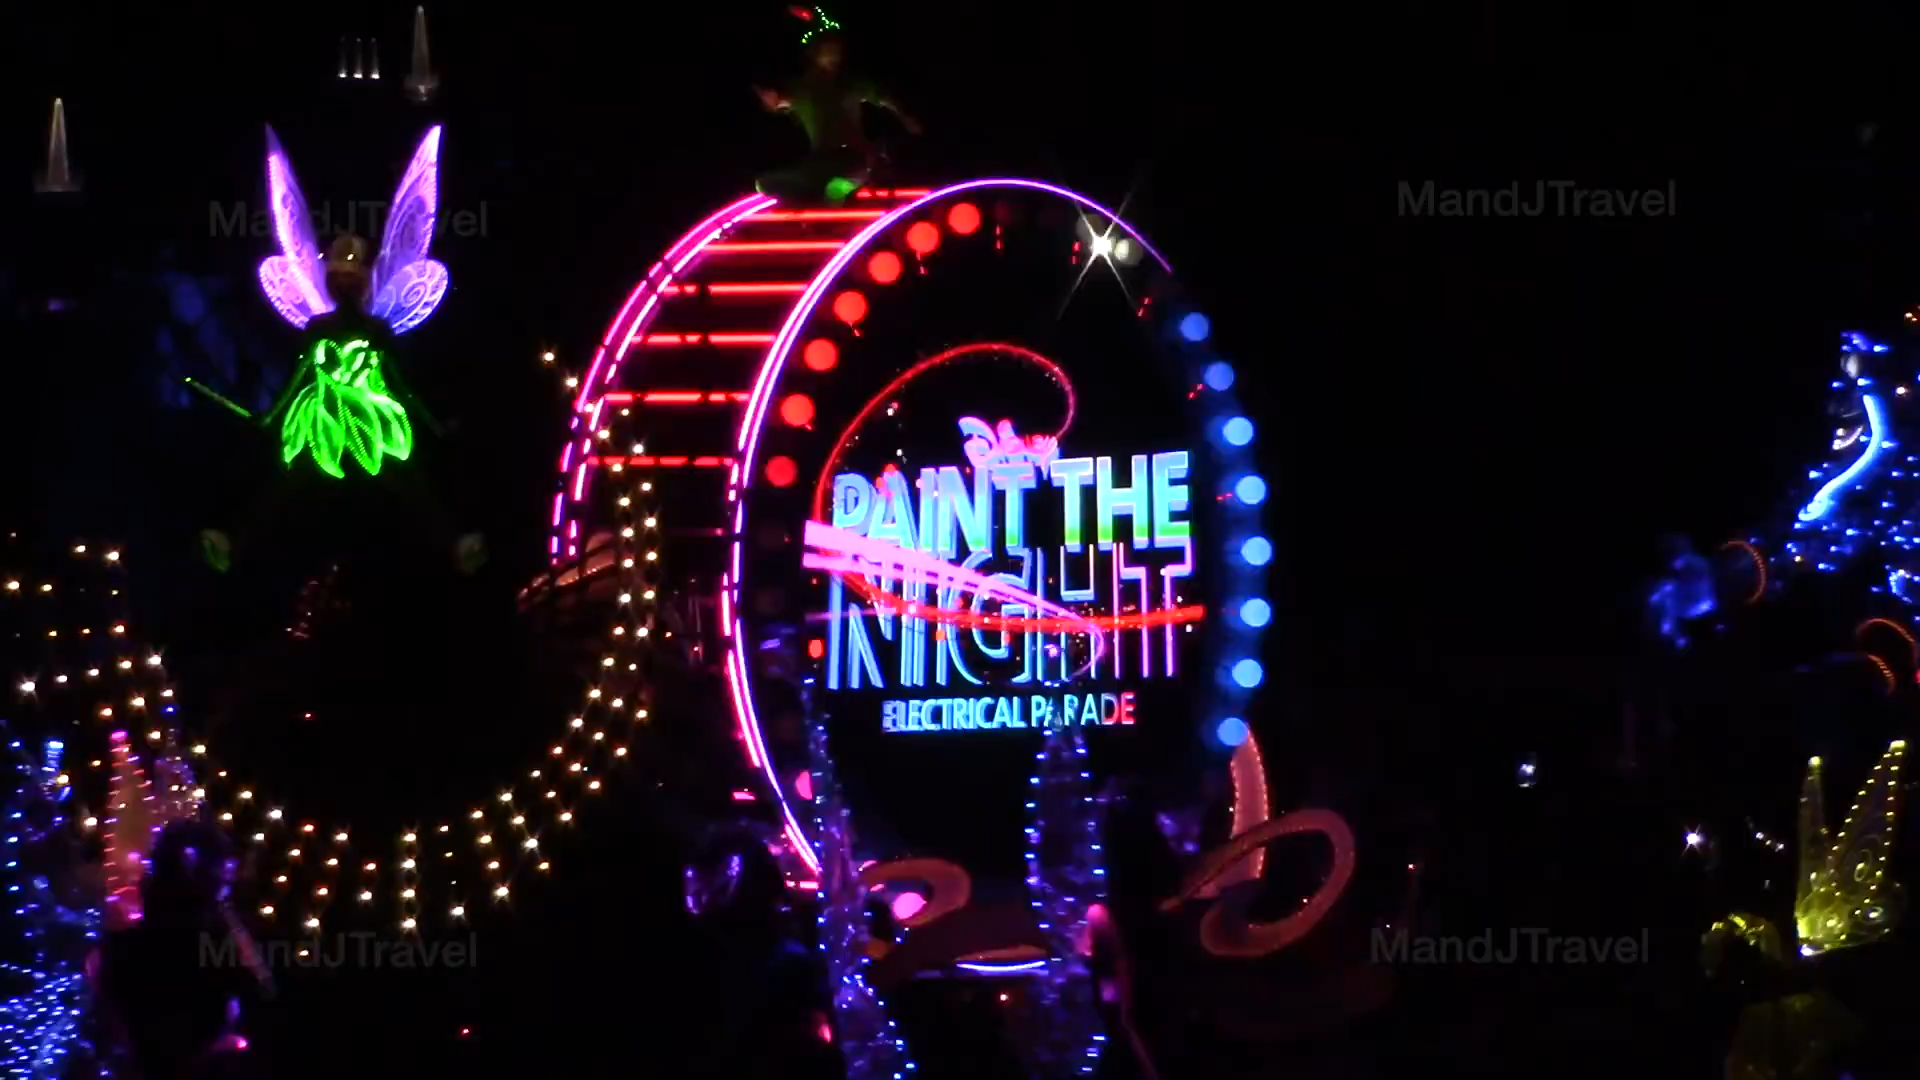 MandJTravel
MandJTravel
Disney
PAINT THE
NIGHT
ELECTRICAL PARADE
MandJTravel
MandJTravel